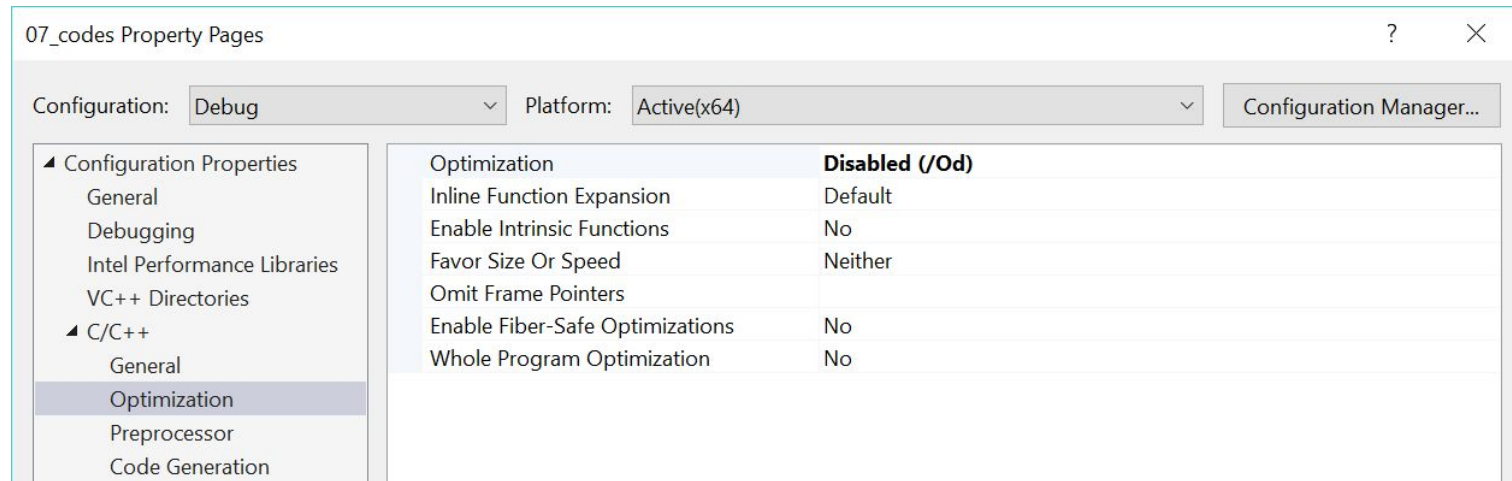 07_codes Property Pages ? ×
Configuration: Debug Platform: Active(x64) Configuration Manager...
Configuration Properties
General
Debugging
Intel Performance Libraries
VC++ Directories
C/C++
General
Optimization
Preprocessor
Code Generation
Optimization Disabled (/Od)
Inline Function Expansion Default
Enable Intrinsic Functions No
Favor Size Or Speed Neither
Omit Frame Pointers
Enable Fiber-Safe Optimizations No
Whole Program Optimization No